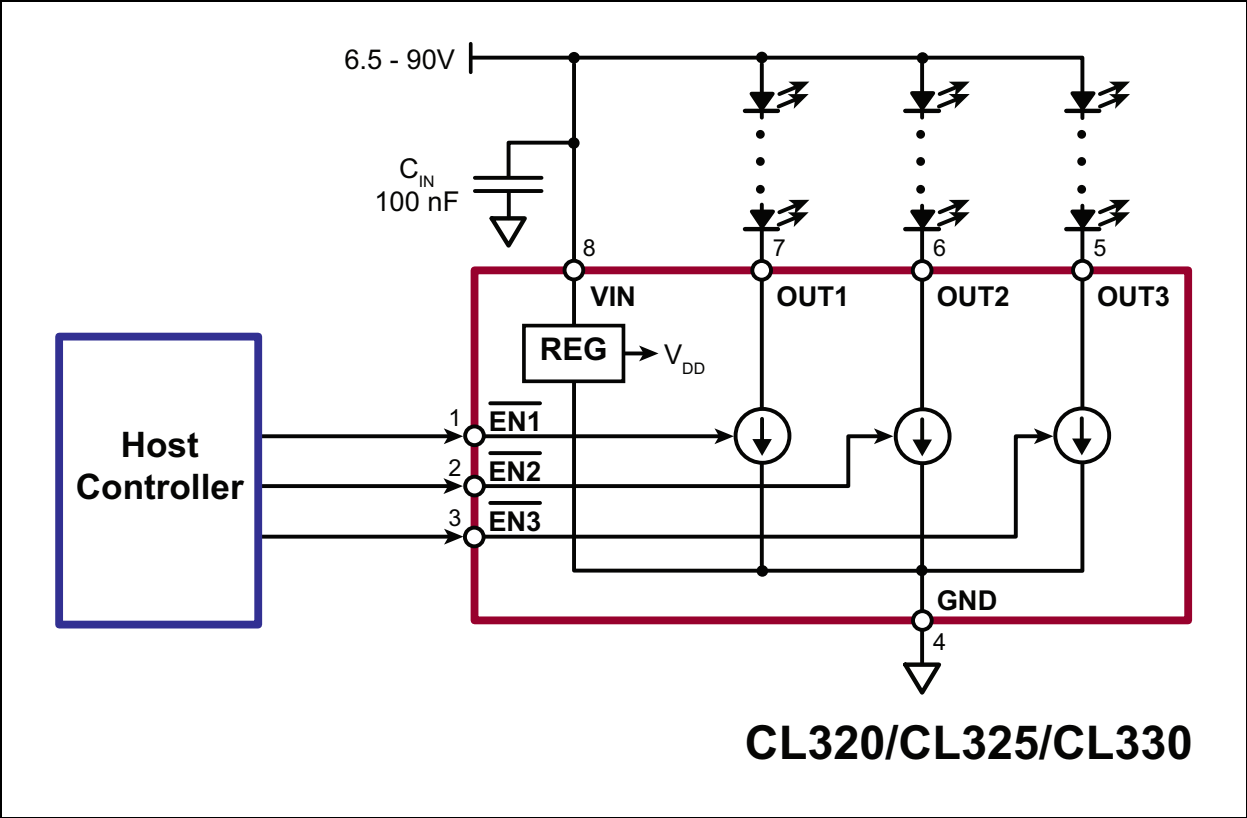 6.5 - 90V
CIN
100 nF
8
7
6
5
VIN
OUT1
OUT2
OUT3
REG
VDD
Host
Controller
1
EN1
2
EN2
3
EN3
GND
4
CL320/CL325/CL330